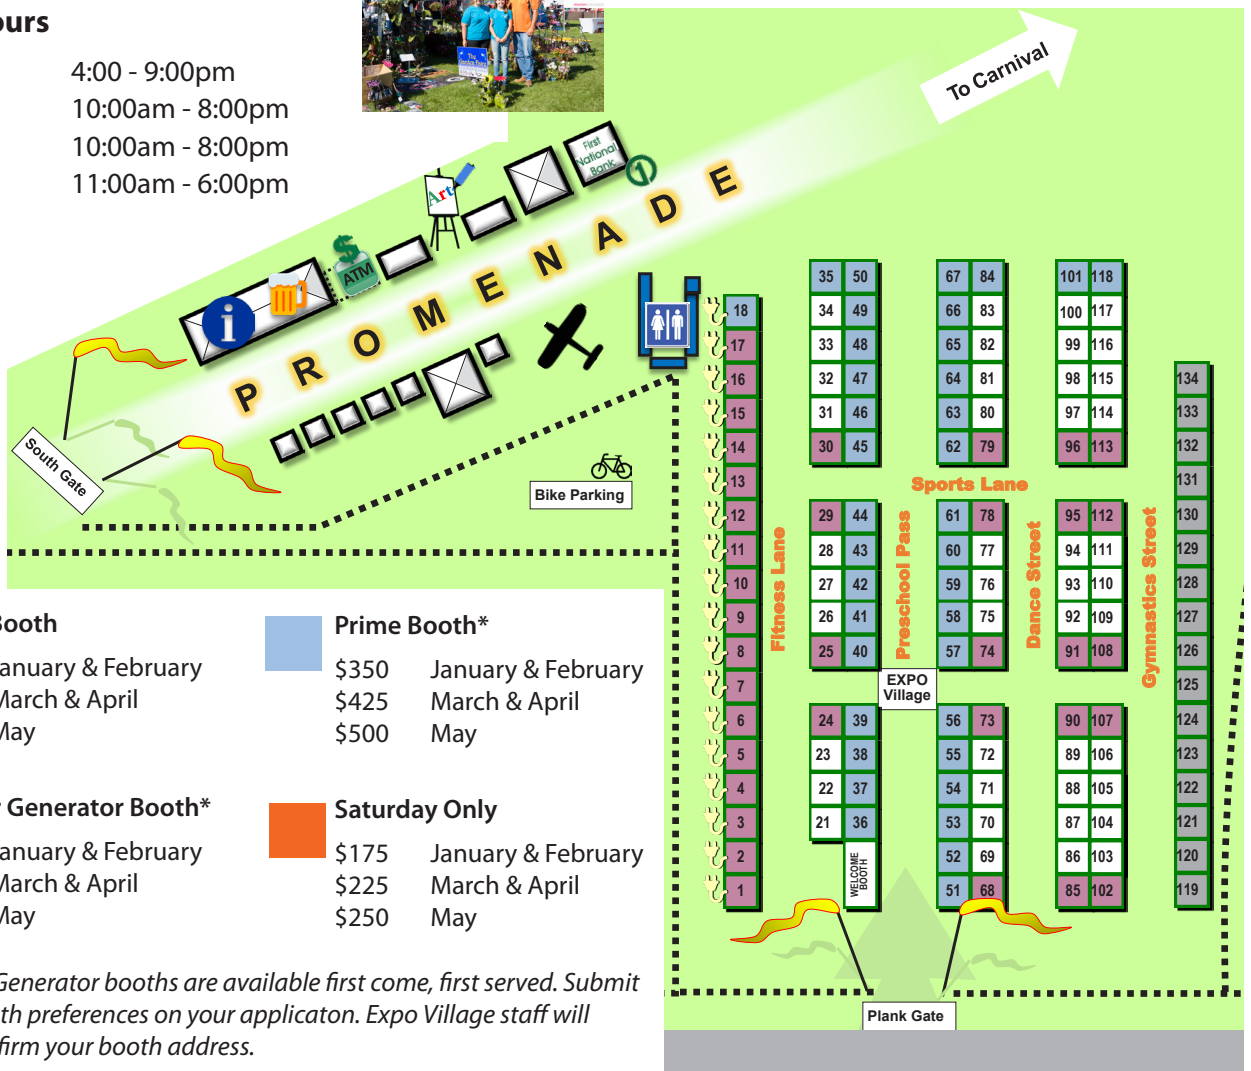 ours
4:00 - 9:00pm
10:00am - 8:00pm
10:00am - 8:00pm
11:00am - 6:00pm
To Carnival
First
National
Bank
1
Art
$
ATM
i
PROMENADE
South Gate
Bike Parking
35 50
34 49
33 48
32 47
31 46
30 45
29 44
28 43
27 42
26 41
25 40
24 39
23 38
22 37
21 36
WELCOME
BOOTH
67 84
66 83
65 82
64 81
63 80
62 79
61 78
60 77
59 76
58 75
57 74
56 73
55 72
54 71
53 70
52 69
51 68
101 118
100 117
99 116
98 115
97 114
96 113
95 112
94 111
93 110
92 109
91 108
90 107
89 106
88 105
87 104
86 103
85 102
18
17
16
15
14
13
12
11
10
9
8
7
6
5
4
3
2
1
134
133
132
131
130
129
128
127
126
125
124
123
122
121
120
119
Sports Lane
Fitness Lane
Preschool Pass
Dance Street
Gymnastics Street
EXPO
Village
Plank Gate
Booth
January & February
March & April
May
Prime Booth*
$350 January & February
$425 March & April
$500 May
r Generator Booth*
January & February
March & April
May
Saturday Only
$175 January & February
$225 March & April
$250 May
Generator booths are available first come, first served. Submit
th preferences on your applicaton. Expo Village staff will
firm your booth address.